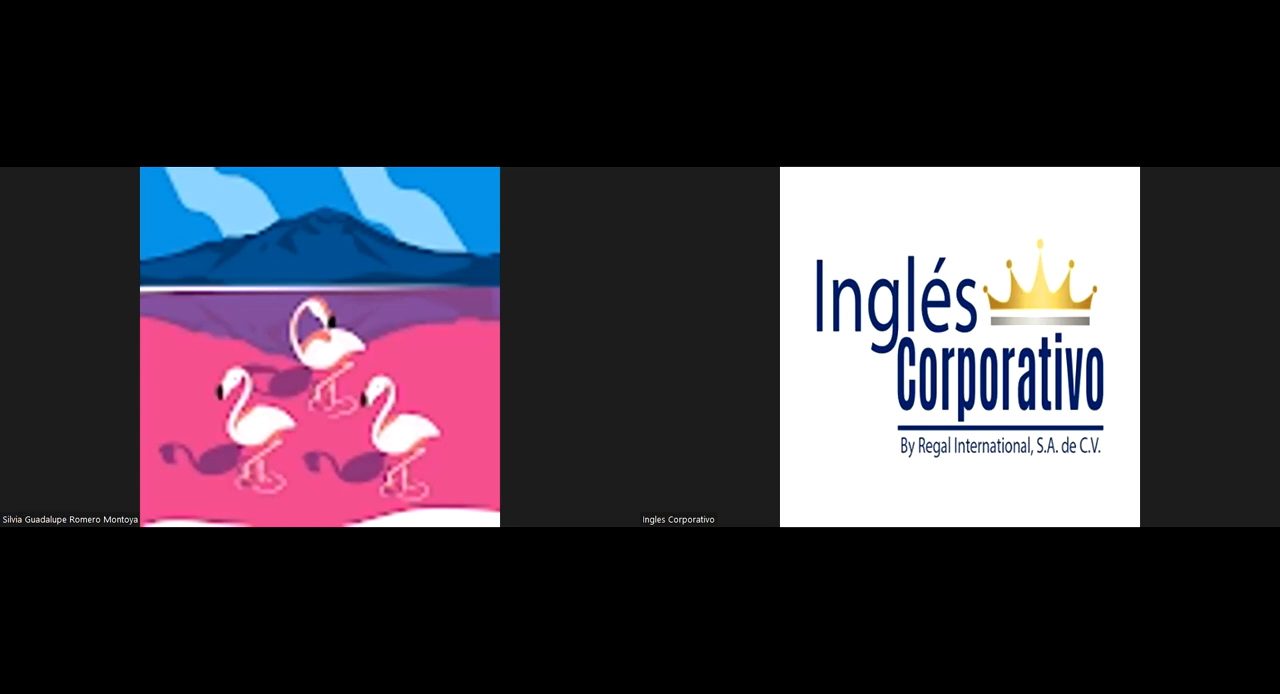 Inglés
Corporativo
By Regal International, S.A. de C.V.
Silvia Guadalupe Romero Montoya
Ingles Corporativo